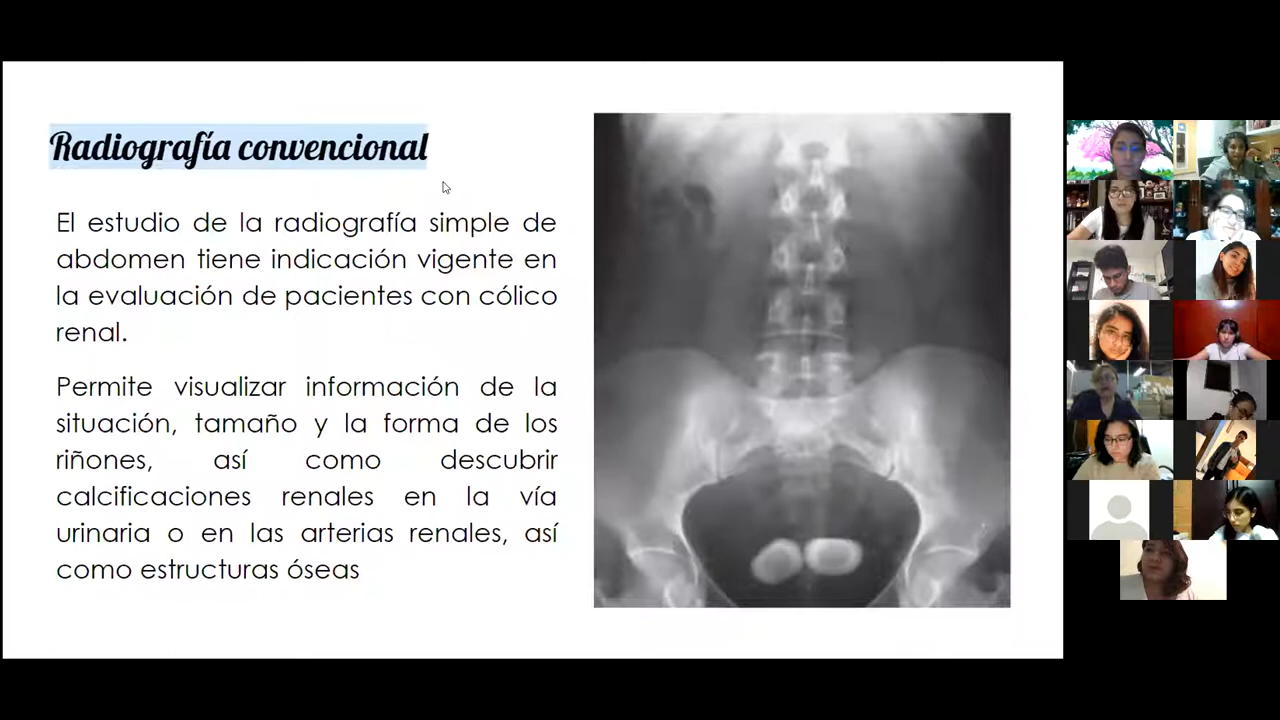 Radiografía convencional
El estudio de la radiografía simple de
abdomen tiene indicación vigente en
la evaluación de pacientes con cólico
renal.
Permite visualizar información de la
situación, tamaño y la forma de los
riñones, así como descubrir
calcificaciones renales en la vía
urinaria o en las arterias renales, así
como estructuras óseas